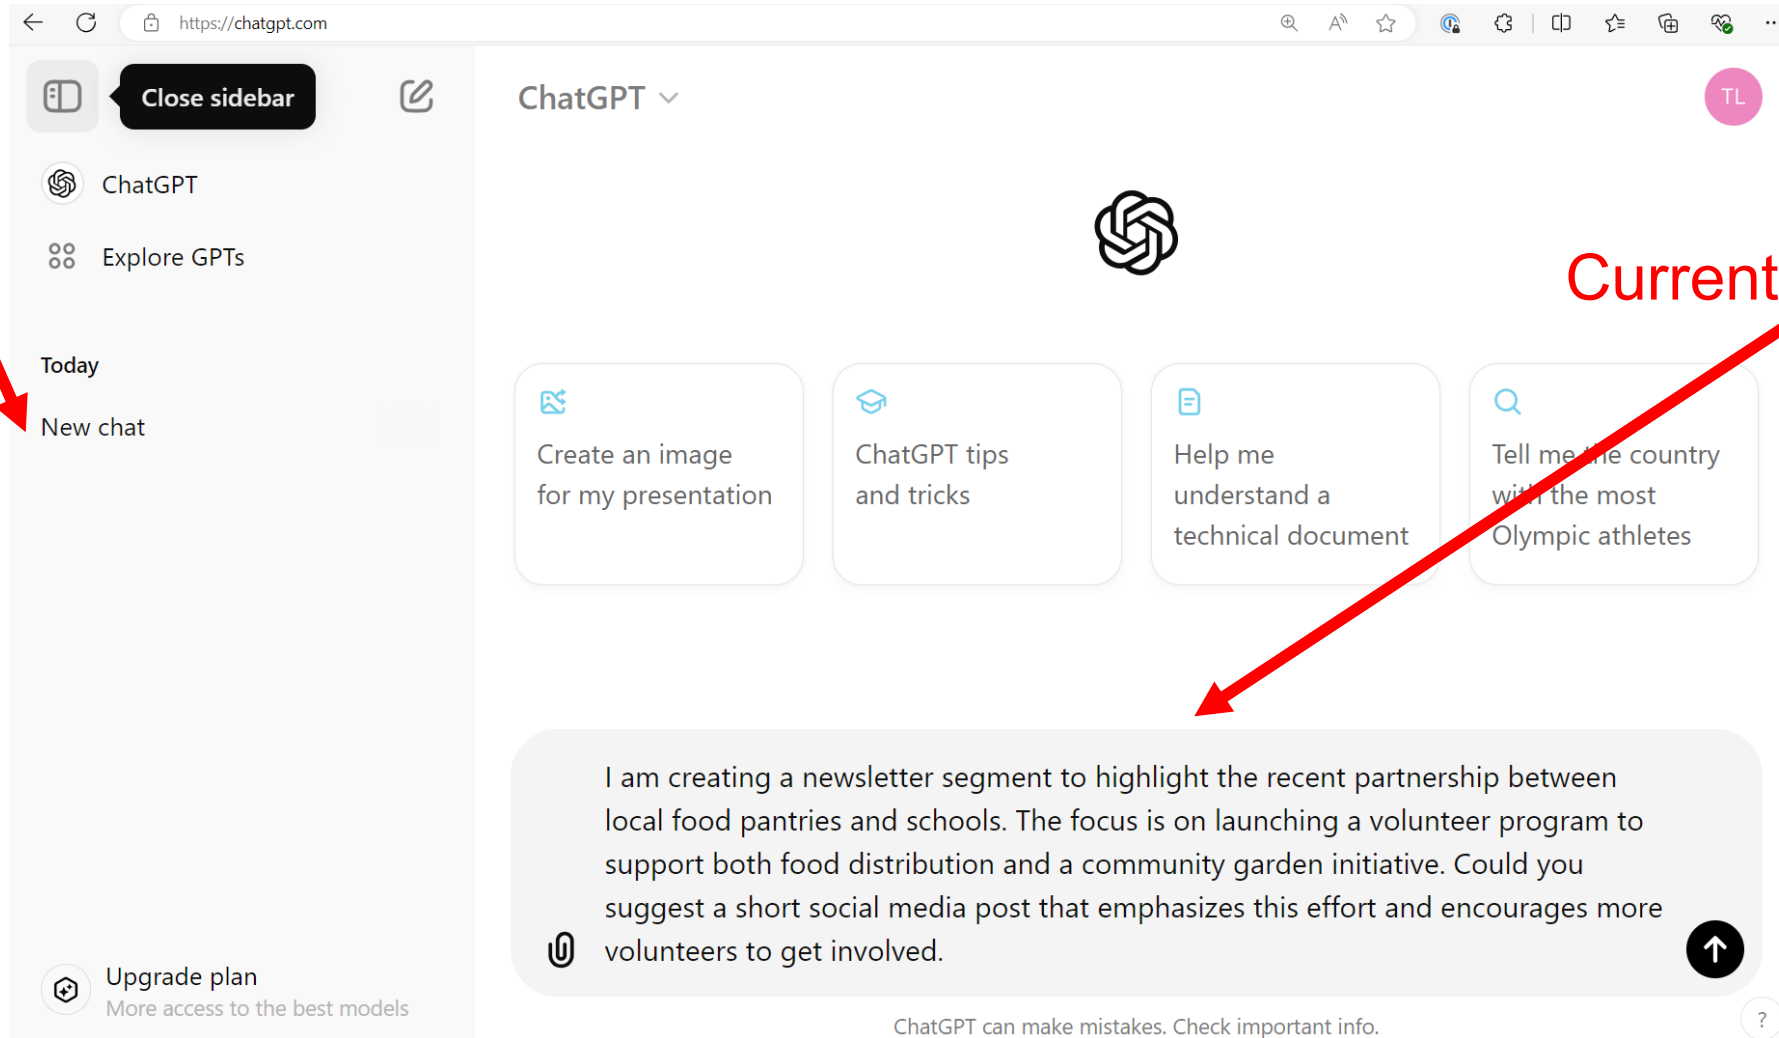 https://chatgpt.com
Close sidebar
ChatGPT
TL
ChatGPT
Explore GPTs
Current
Today
New chat
Create an image
for my presentation
ChatGPT tips
and tricks
Help me
understand a
technical document
Tell me the country
with the most
Olympic athletes
I am creating a newsletter segment to highlight the recent partnership between
local food pantries and schools. The focus is on launching a volunteer program to
support both food distribution and a community garden initiative. Could you
suggest a short social media post that emphasizes this effort and encourages more
volunteers to get involved.
Upgrade plan
More access to the best models
ChatGPT can make mistakes. Check important info.
?